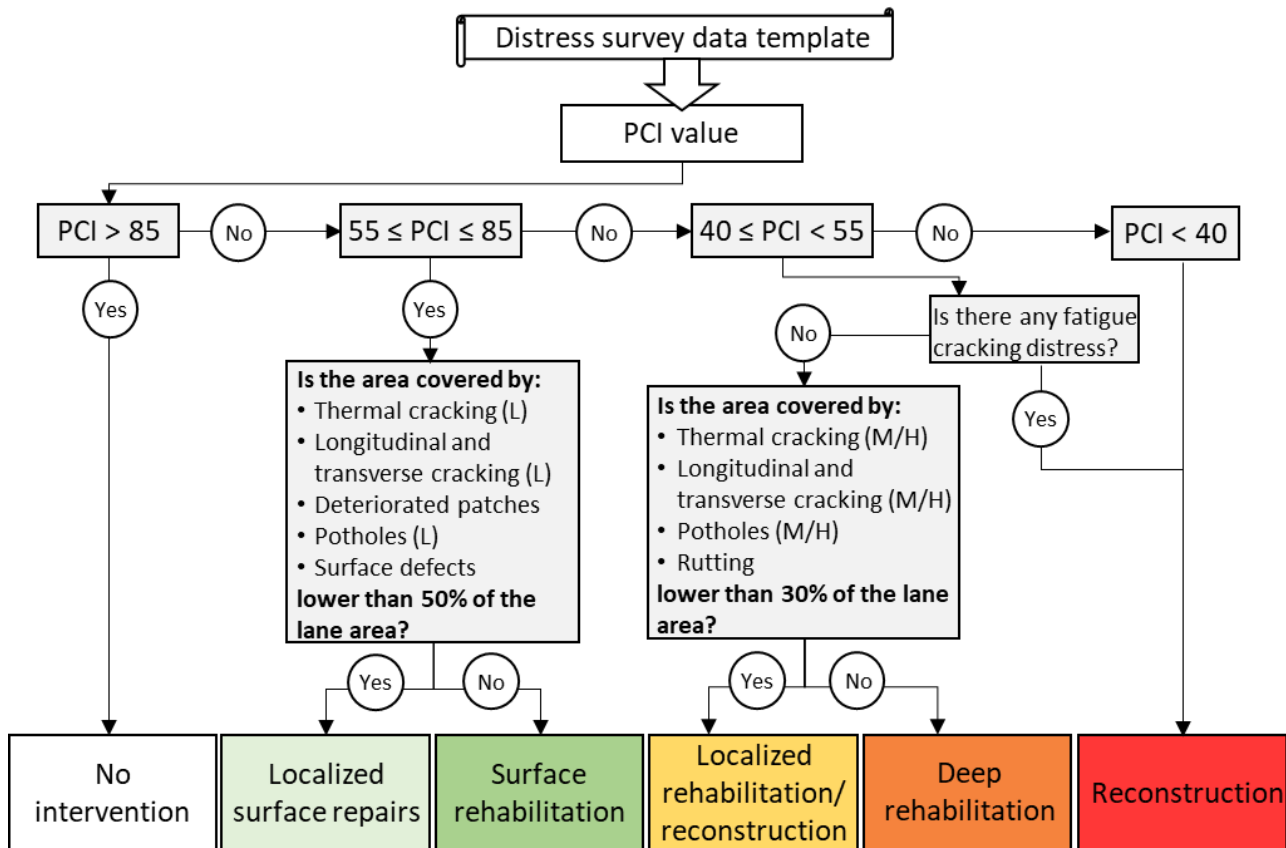 Distress survey data template
PCI value
PCI > 85
No
55 ≤ PCI ≤ 85
No
40 ≤ PCI < 55
No
PCI < 40
Yes
Yes
No
Is there any fatigue
cracking distress?
Yes
Is the area covered by:
• Thermal cracking (L)
• Longitudinal and
transverse cracking (L)
• Deteriorated patches
• Potholes (L)
• Surface defects
lower than 50% of the
lane area?
Is the area covered by:
• Thermal cracking (M/H)
• Longitudinal and
transverse cracking (M/H)
• Potholes (M/H)
• Rutting
lower than 30% of the lane
area?
Yes
No
Yes
No
No
intervention
Localized
surface repairs
Surface
rehabilitation
Localized
rehabilitation/
reconstruction
Deep
rehabilitation
Reconstruction